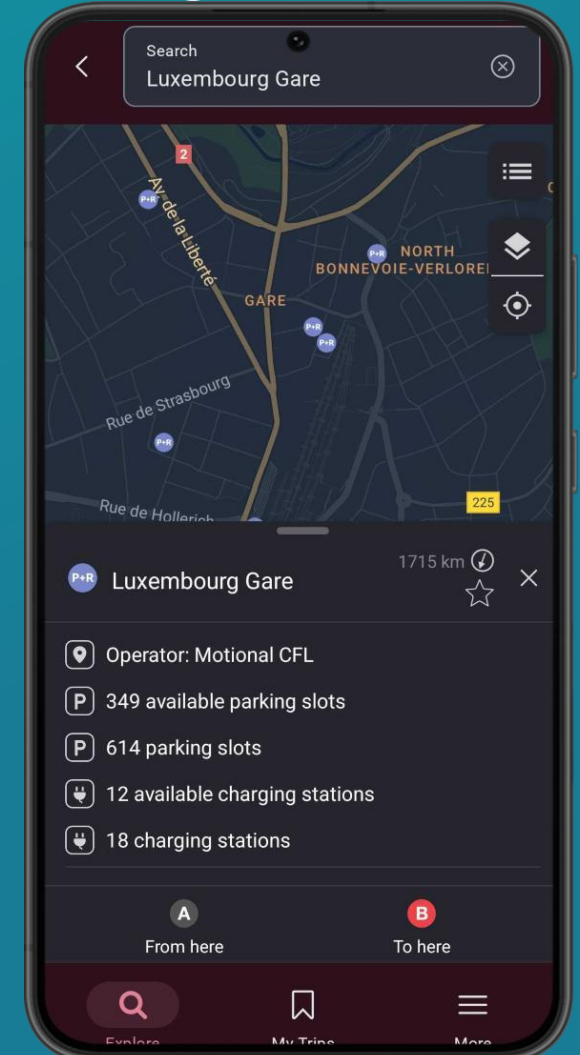 Search
Luxembourg Gare
2
P+R
Av. de la Liberté
P+R
NORTH
BONNEVOIE-VERLORE
GARE
P+R
P+R
Rue de Strasbourg
P+R
Rue de Hollerich
225
P+R
Luxembourg Gare
1715 km
Operator: Motional CFL
P
349 available parking slots
P
614 parking slots
12 available charging stations
18 charging stations
A
B
From here
To here
Explore
My Trips
More